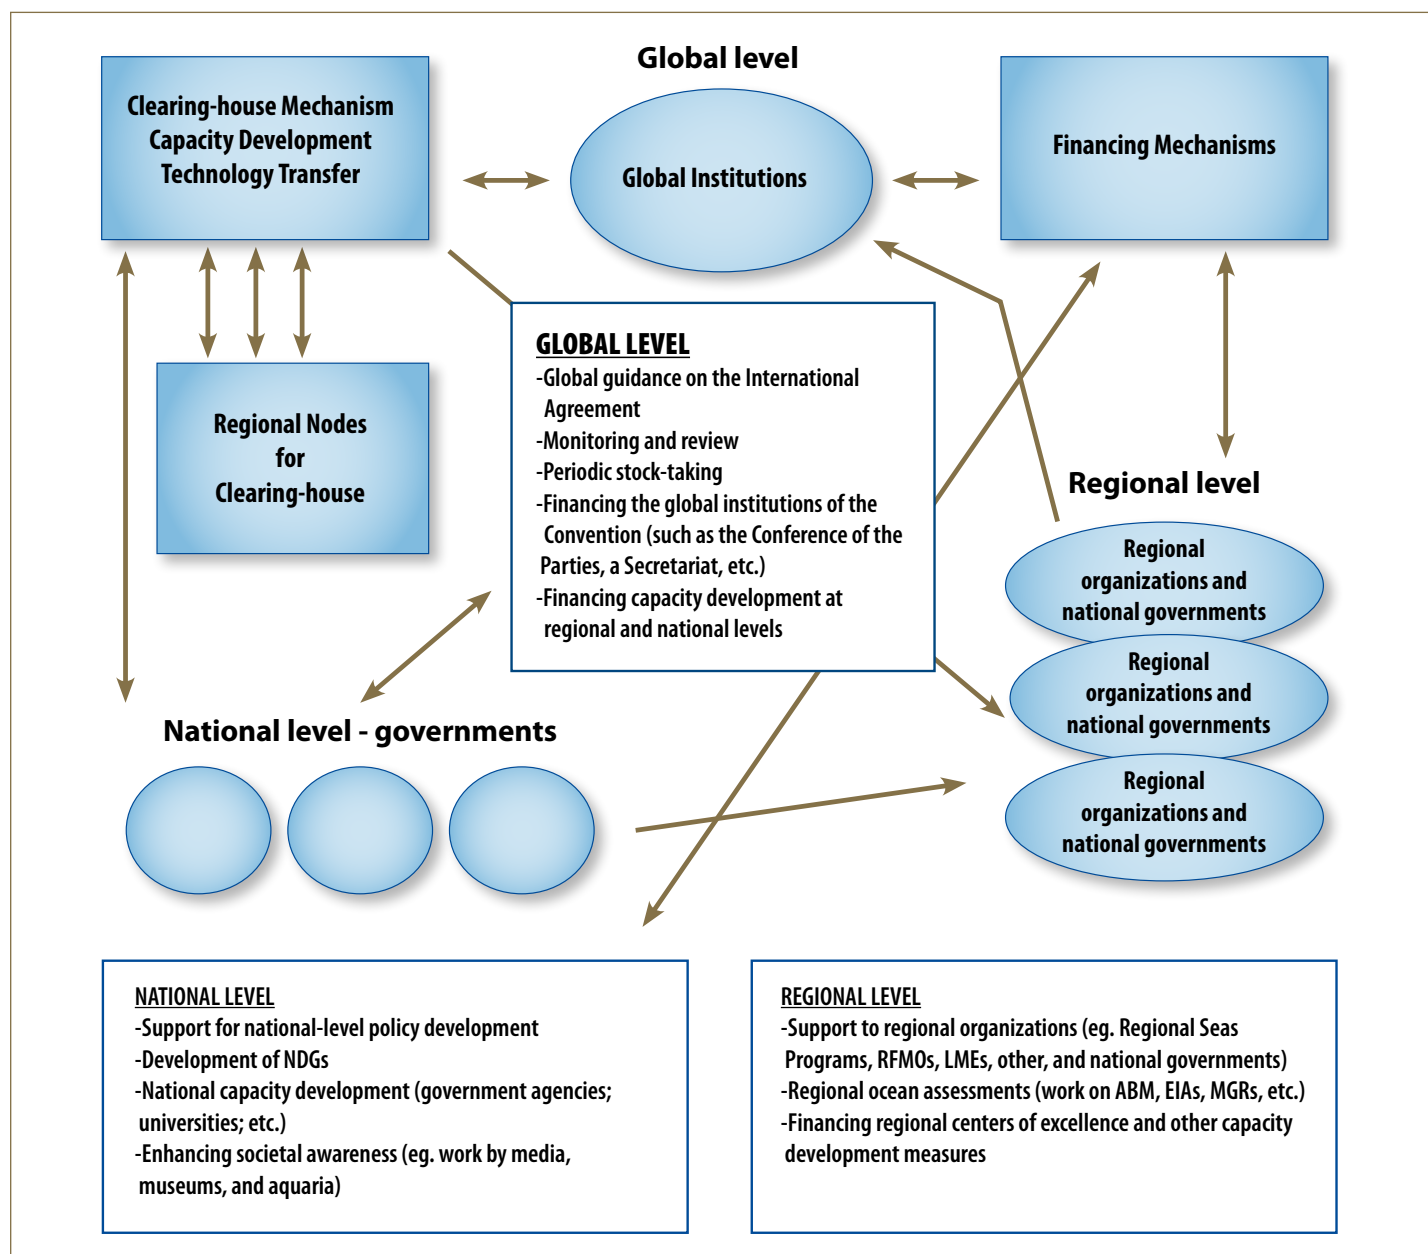 Global level
Clearing-house Mechanism
Capacity Development
Technology Transfer
Global Institutions
Financing Mechanisms
Regional Nodes
for
Clearing-house
GLOBAL LEVEL
-Global guidance on the International
Agreement
-Monitoring and review
-Periodic stock-taking
-Financing the global institutions of the
Convention (such as the Conference of the
Parties, a Secretariat, etc.)
-Financing capacity development at
regional and national levels
Regional level
Regional
organizations and
national governments
Regional
organizations and
national governments
Regional
organizations and
national governments
National level - governments
NATIONAL LEVEL
-Support for national-level policy development
-Development of NDGs
-National capacity development (government agencies;
universities; etc.)
-Enhancing societal awareness (eg. work by media,
museums, and aquaria)
REGIONAL LEVEL
-Support to regional organizations (eg. Regional Seas
Programs, RFMOs, LMEs, other, and national governments)
-Regional ocean assessments (work on ABM, EIAs, MGRs, etc.)
-Financing regional centers of excellence and other capacity
development measures